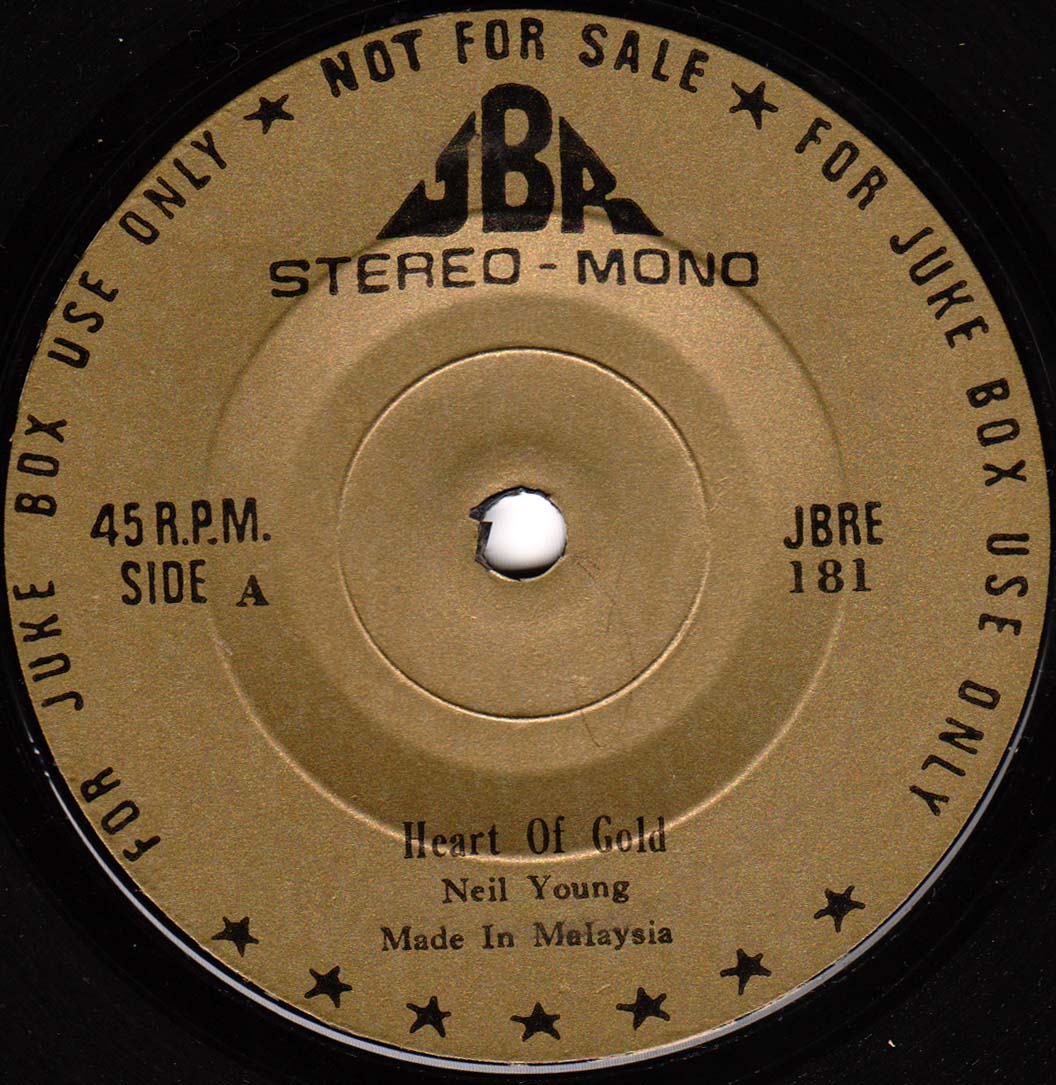 ★ NOT FOR SALE ★
FOR JUKE BOX USE ONLY
FOR JUKE BOX USE ONLY
JBR
STEREO - MONO
45 R.P.M.
SIDE A
JBRE
181
Heart Of Gold
Neil Young
Made In Malaysia